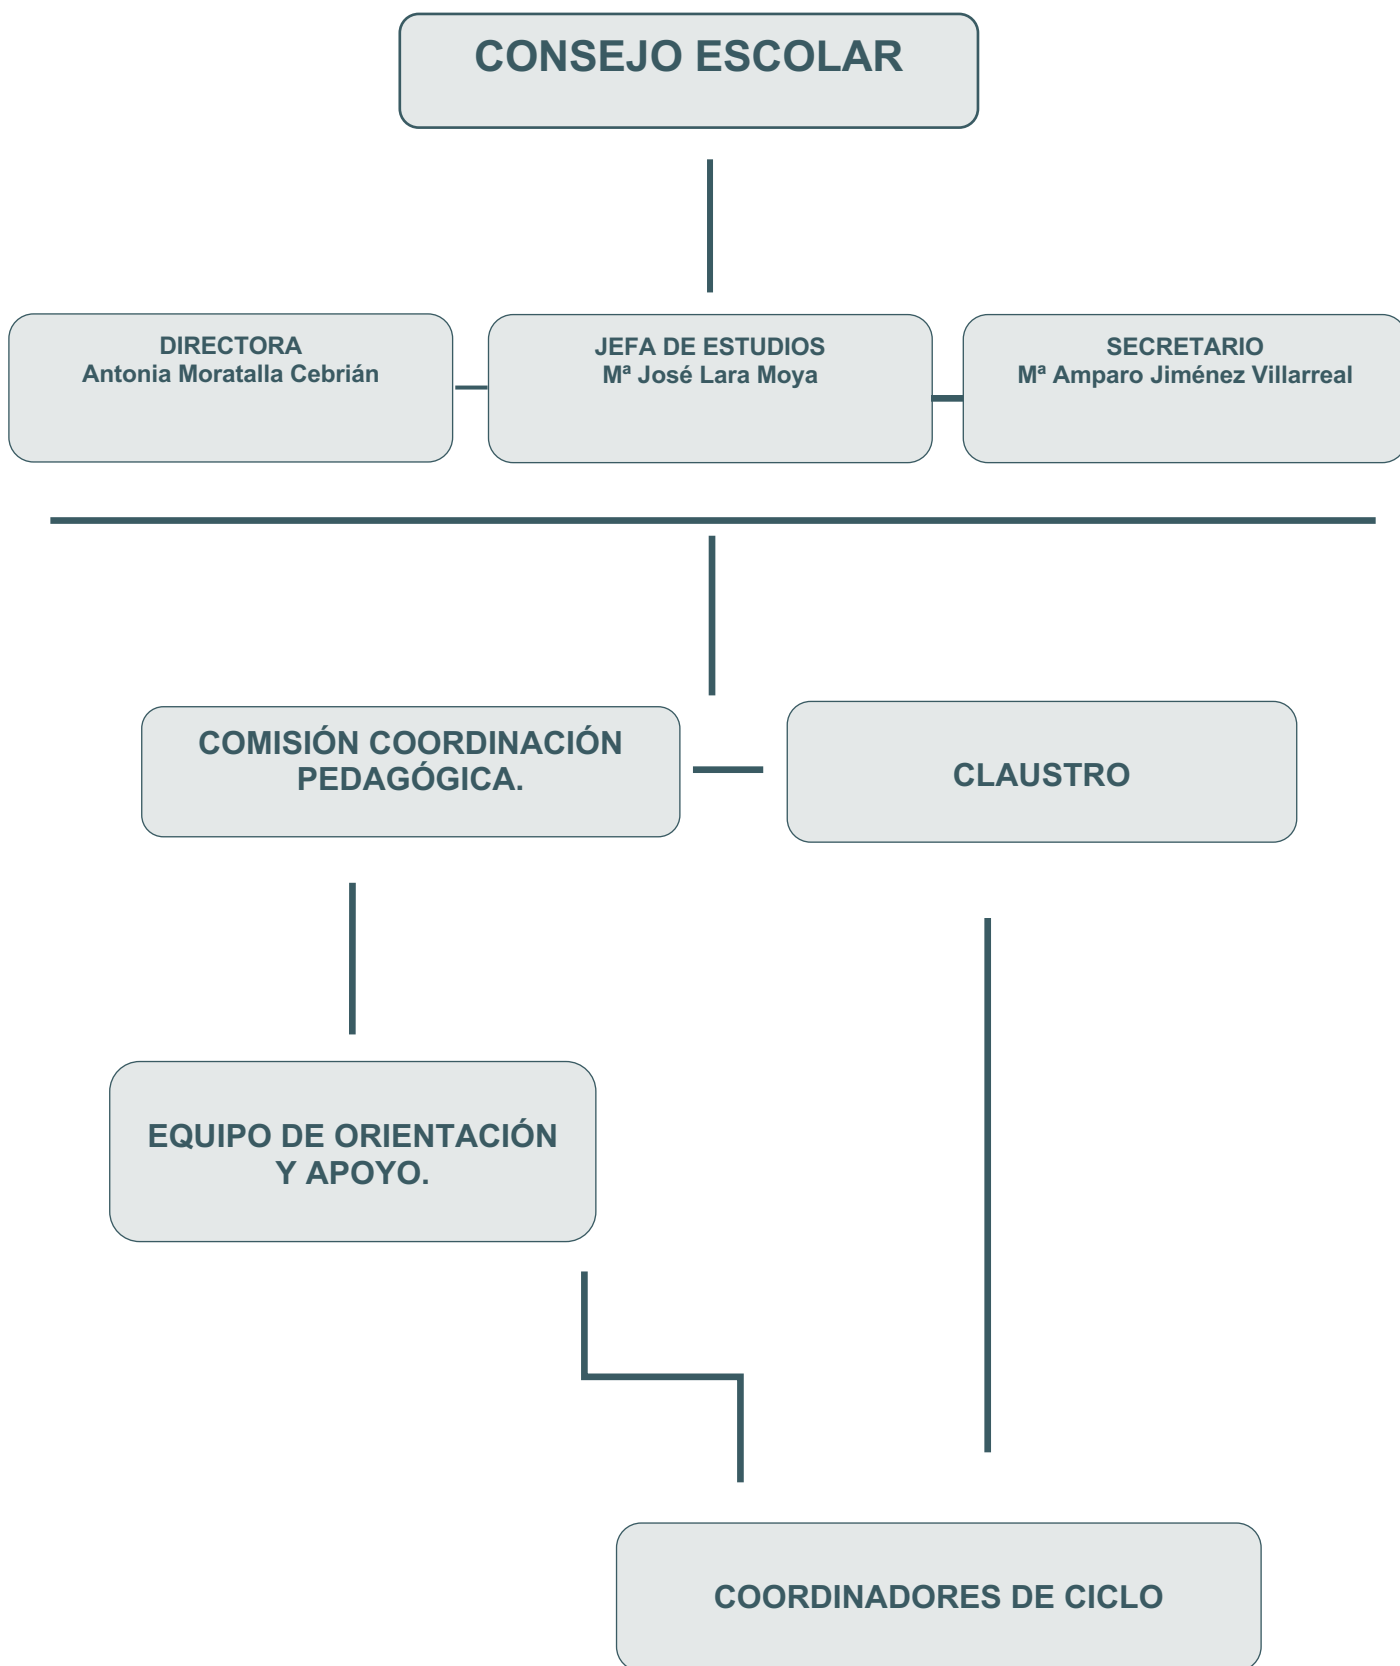 CONSEJO ESCOLAR
DIRECTORA
Antonia Moratalla Cebrián
JEFA DE ESTUDIOS
Mª José Lara Moya
SECRETARIO
Mª Amparo Jiménez Villarreal
COMISIÓN COORDINACIÓN
PEDAGÓGICA.
CLAUSTRO
EQUIPO DE ORIENTACIÓN
Y APOYO.
COORDINADORES DE CICLO